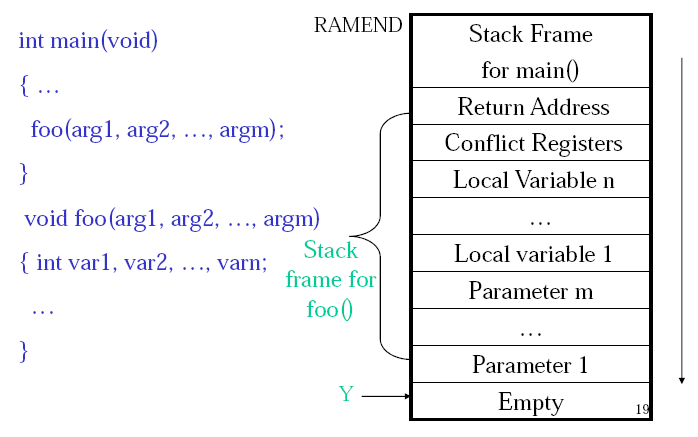 int main(void)
{ …
foo(arg1, arg2, …, argm);
}
void foo(arg1, arg2, …, argm)
{ int var1, var2, …, varn;
…
}
RAMEND
Stack Frame
for main()
Return Address
Conflict Registers
Local Variable n
…
Local variable 1
Parameter m
…
Parameter 1
Empty
Stack
frame for
foo()
Y
19